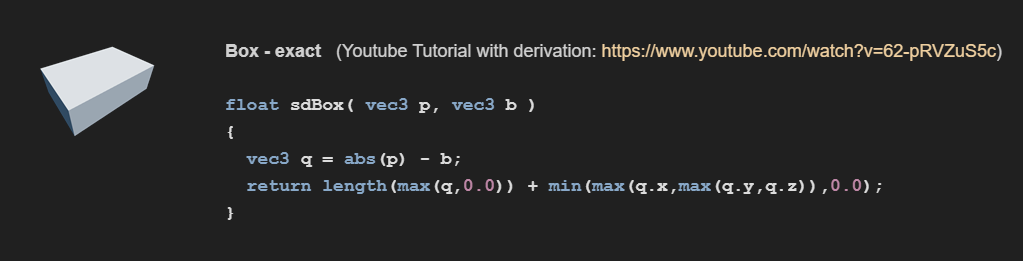 Box - exact   (Youtube Tutorial with derivation: https://www.youtube.com/watch?v=62-pRVZuS5c)
float sdBox( vec3 p, vec3 b )
{
  vec3 q = abs(p) - b;
  return length(max(q,0.0)) + min(max(q.x,max(q.y,q.z)),0.0);
}